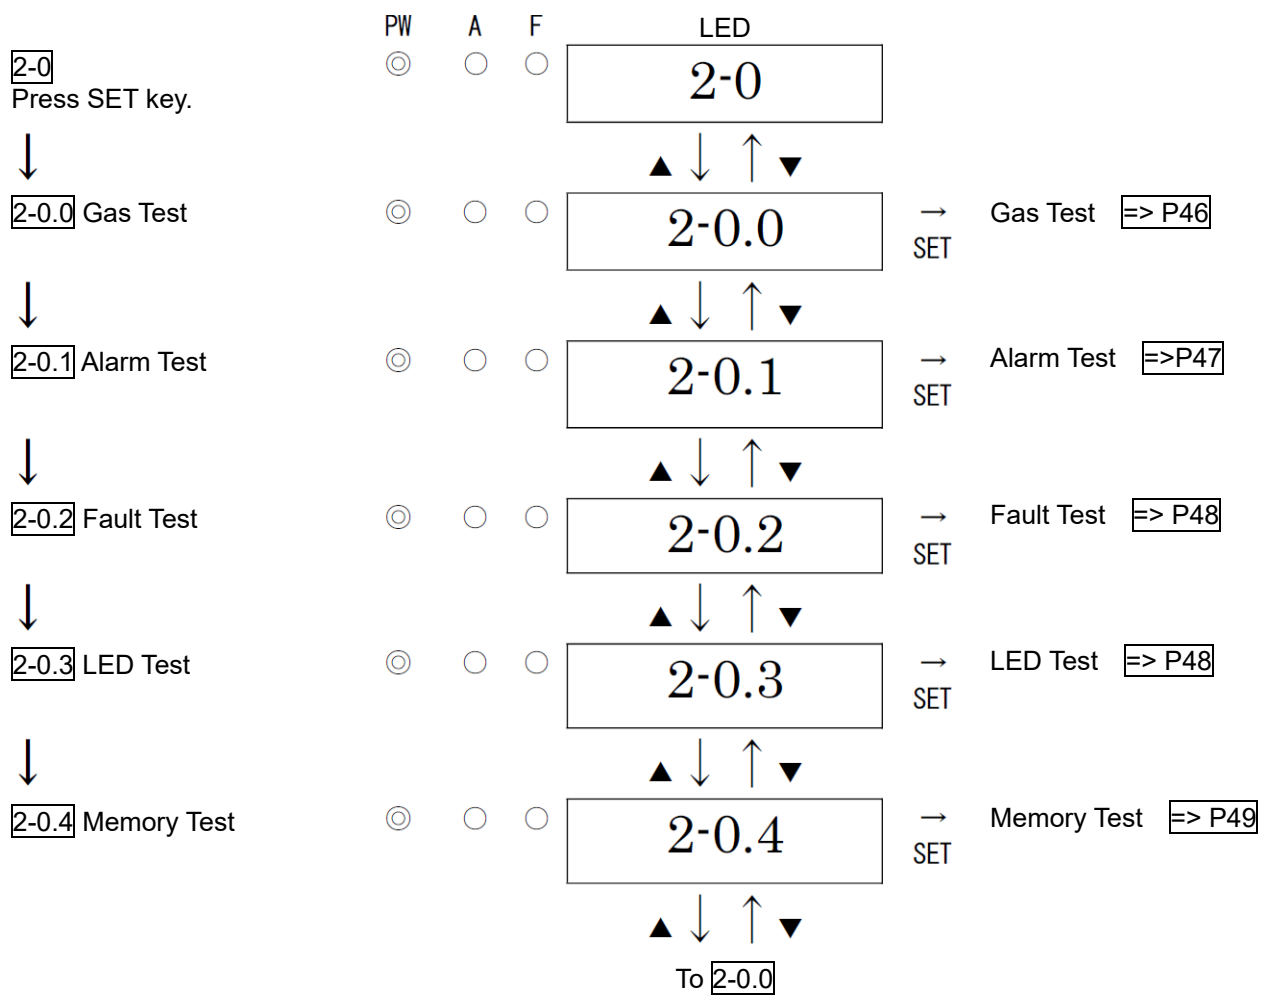 PW A F LED
2-0 ◎ ○ ○ 2-0
Press SET key.
↓ ▲ ↓ ↑ ▼
2-0.0 Gas Test ◎ ○ ○ 2-0.0 → Gas Test => P46
SET
↓ ▲ ↓ ↑ ▼
2-0.1 Alarm Test ◎ ○ ○ 2-0.1 → Alarm Test =>P47
SET
↓ ▲ ↓ ↑ ▼
2-0.2 Fault Test ◎ ○ ○ 2-0.2 → Fault Test => P48
SET
↓ ▲ ↓ ↑ ▼
2-0.3 LED Test ◎ ○ ○ 2-0.3 → LED Test => P48
SET
↓ ▲ ↓ ↑ ▼
2-0.4 Memory Test ◎ ○ ○ 2-0.4 → Memory Test => P49
SET
▲ ↓ ↑ ▼
To 2-0.0